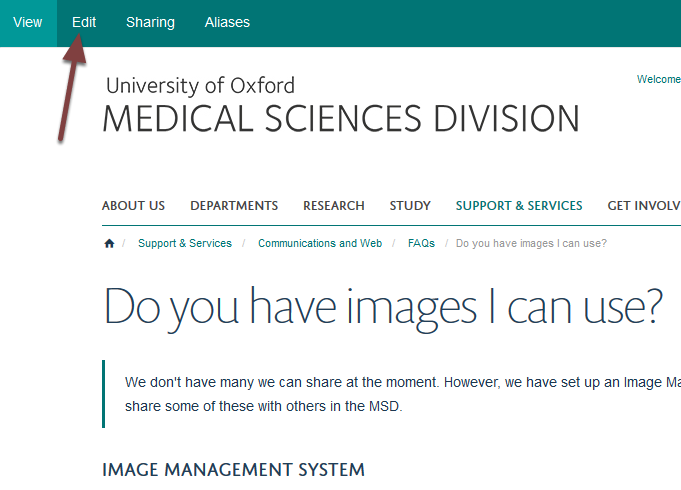 View Edit Sharing Aliases
Welcome
University of Oxford
MEDICAL SCIENCES DIVISION
ABOUT US DEPARTMENTS RESEARCH STUDY SUPPORT & SERVICES GET INVOLV
/ Support & Services / Communications and Web / FAQs / Do you have images I can use?
Do you have images I can use?
We don't have many we can share at the moment. However, we have set up an Image Ma
share some of these with others in the MSD.
IMAGE MANAGEMENT SYSTEM